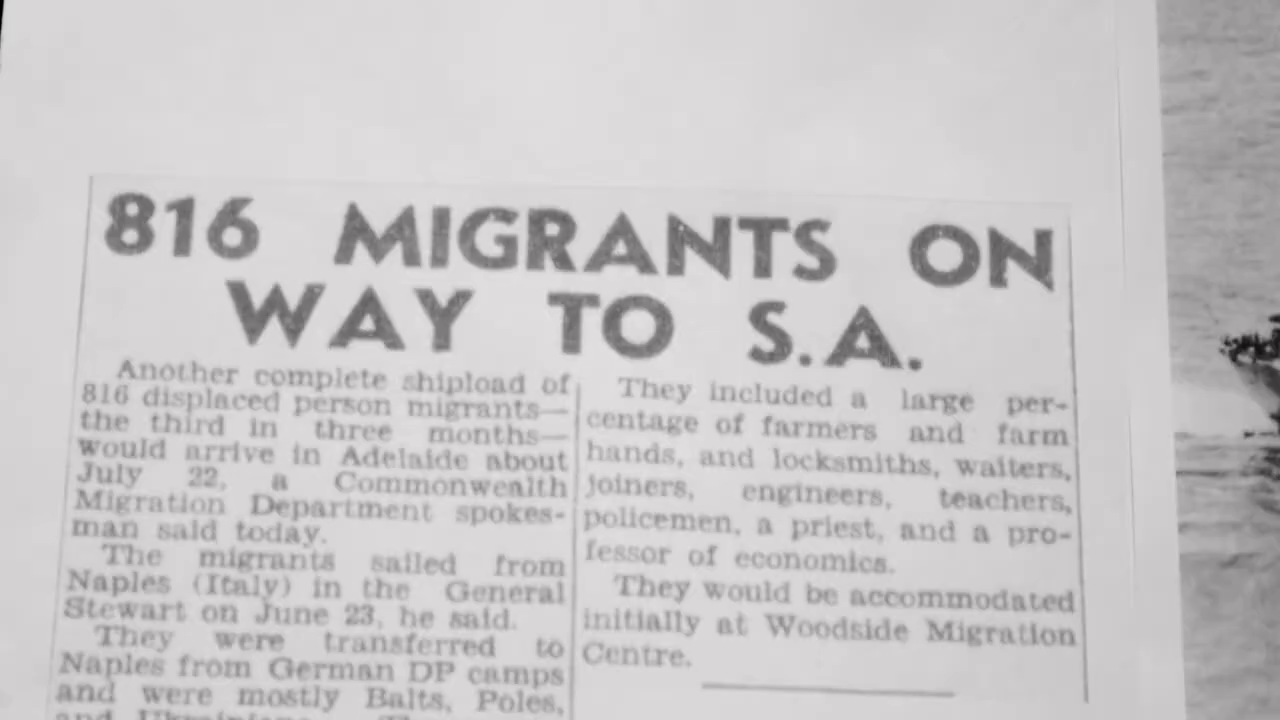 816 MIGRANTS ON
WAY TO S.A.
Another complete shipload of
816 displaced person migrants—
the third in three months—
would arrive in Adelaide about
July 22, a Commonwealth
Migration Department spokes-
man said today.
The migrants sailed from
Naples (Italy) in the General
Stewart on June 23, he said.
They were transferred to
Naples from German DP camps
and were mostly Balts, Poles,
and
They included a large per-
centage of farmers and farm
hands, and locksmiths, waiters,
joiners, engineers, teachers,
policemen, a priest, and a pro-
fessor of economics.
They would be accommodated
initially at Woodside Migration
Centre.